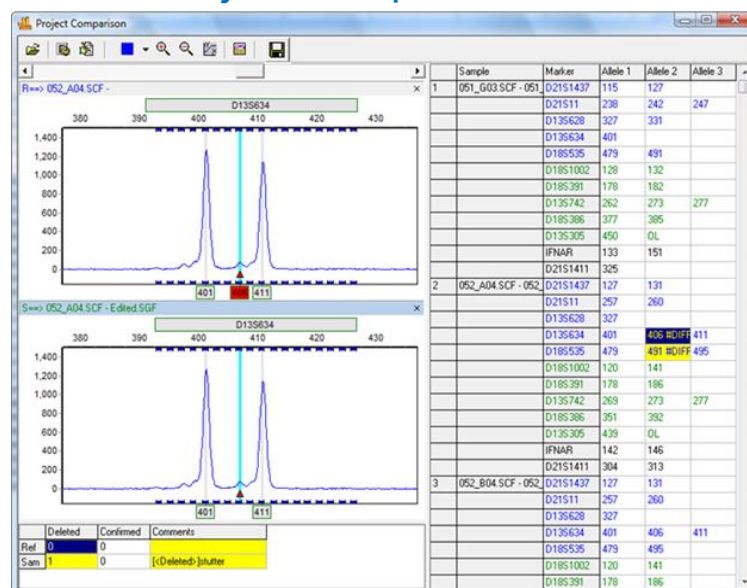 Project Comparison
R==> 052_A04.SCF -
D13S634
380 390 400 410 420 430
1,400
1,200
1,000
800
600
400
200
0
401 406 411
S==> 052_A04.SCF - Edited.SGF
D13S634
380 390 400 410 420 430
1,400
1,200
1,000
800
600
400
200
0
401 411
Deleted Confirmed Comments
Ref 0 0
Sam 1 0 [<Deleted>]stutter
Sample Marker Allele 1 Allele 2 Allele 3
1 051_G03.SCF - 051_ D21S1437 115 127
D21S11 238 242 247
D13S628 327 331
D13S634 401
D18S535 479 491
D18S1002 128 132
D18S391 178 182
D13S742 262 273 277
D18S386 377 385
D13S305 450 OL
IFNAR 133 151
D21S1411 325
2 052_A04.SCF - 052_ D21S1437 127 131
D21S11 257 260
D13S628 327
D13S634 401 406 #DIFF 411
D18S535 479 491 #DIFF 495
D18S1002 120 141
D18S391 178 186
D13S742 269 273 277
D18S386 351 392
D13S305 439 OL
IFNAR 142 146
D21S1411 304 313
3 052_B04.SCF - 052_ D21S1437 127 131
D21S11 257 260
D13S628 327
D13S634 401 406 411
D18S535 479 495
D18S1002 120 141
D18S391 178 186